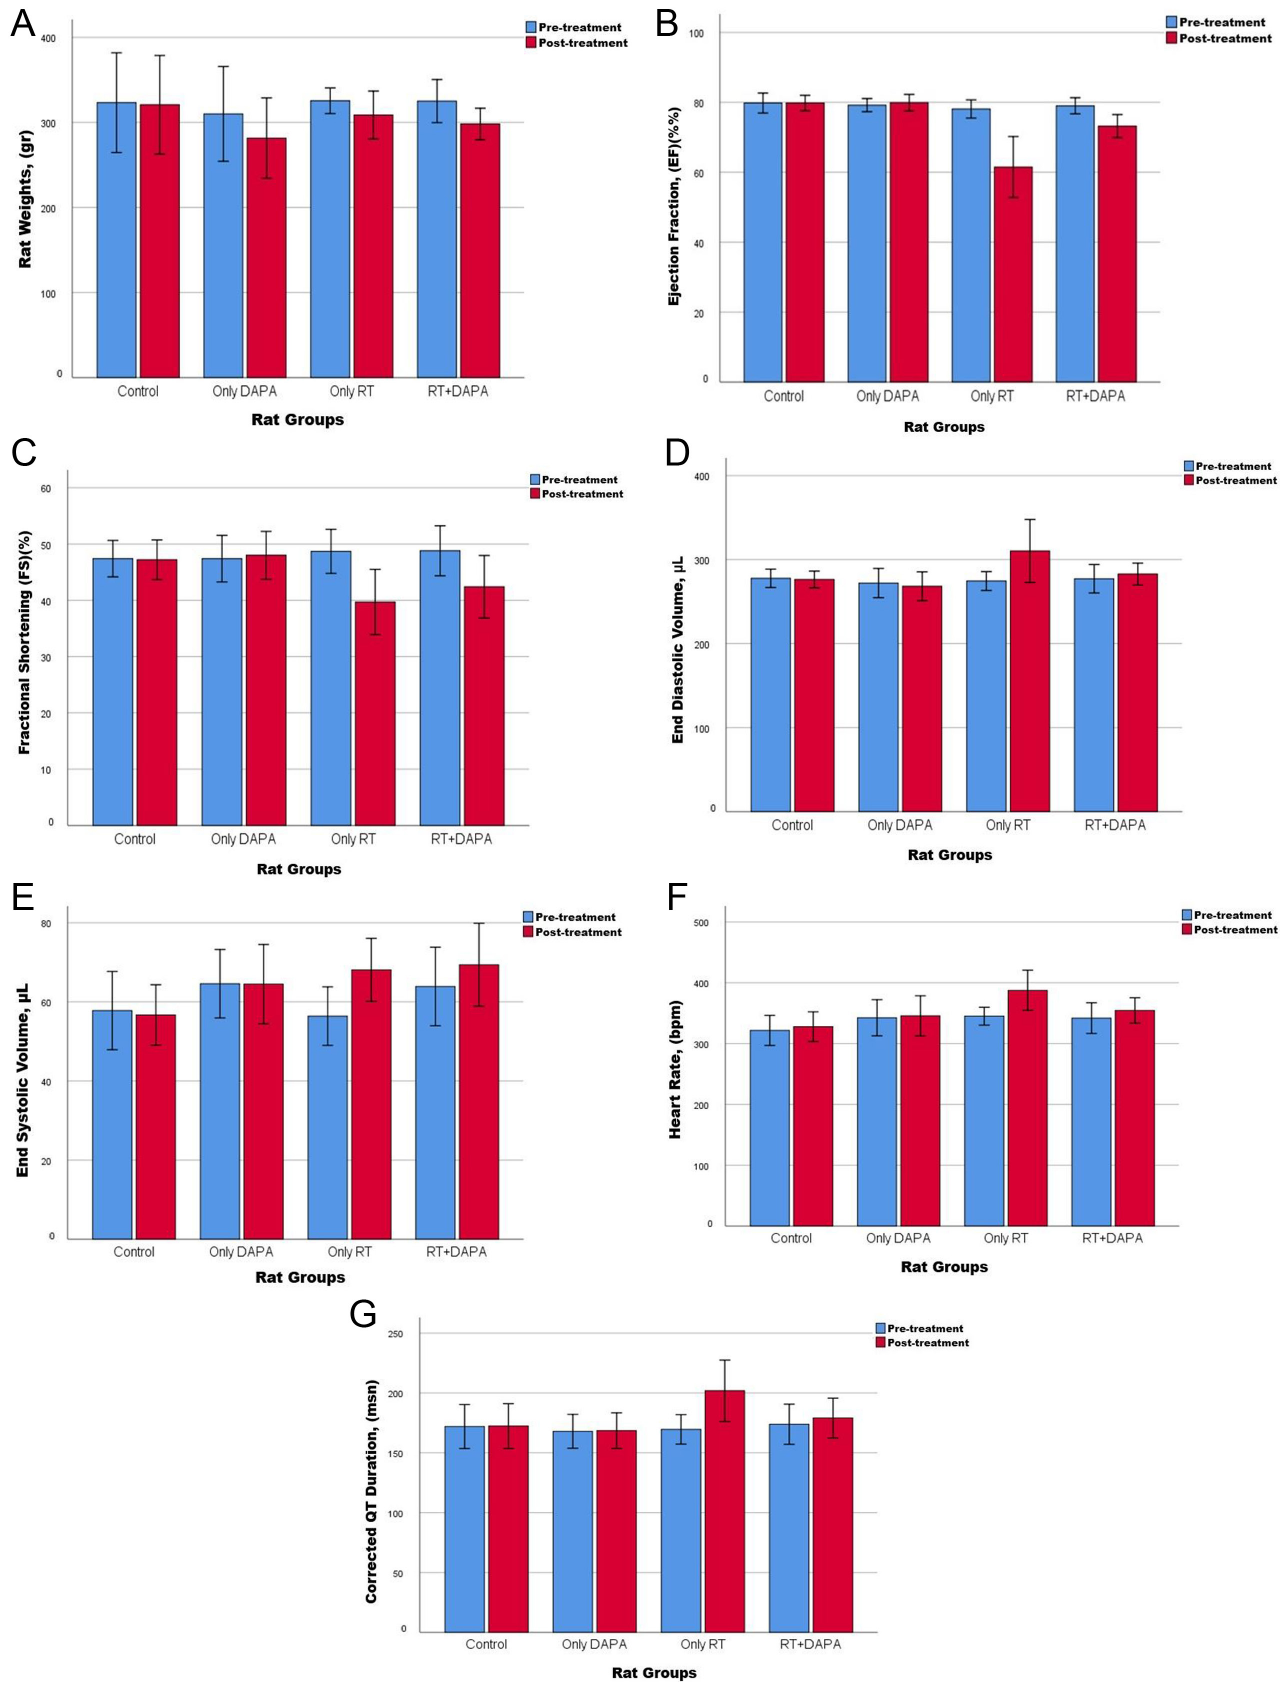 A
Pre-treatment
Post-treatment
400
300
200
100
0
Rat Weights, (gr)
Control Only DAPA Only RT RT+DAPA
Rat Groups
B
Pre-treatment
Post-treatment
100
80
60
40
20
0
Ejection Fraction, (EF)(%%)
Control Only DAPA Only RT RT+DAPA
Rat Groups
C
Pre-treatment
Post-treatment
60
50
40
30
20
10
0
Fractional Shortening (FS)(%)
Control Only DAPA Only RT RT+DAPA
Rat Groups
D
Pre-treatment
Post-treatment
400
300
200
100
0
End Diastolic Volume, µL
Control Only DAPA Only RT RT+DAPA
Rat Groups
E
Pre-treatment
Post-treatment
80
60
40
20
0
End Systolic Volume, µL
Control Only DAPA Only RT RT+DAPA
Rat Groups
F
Pre-treatment
Post-treatment
500
400
300
200
100
0
Heart Rate, (bpm)
Control Only DAPA Only RT RT+DAPA
Rat Groups
G
Pre-treatment
Post-treatment
250
200
150
100
50
0
Corrected QT Duration, (msn)
Control Only DAPA Only RT RT+DAPA
Rat Groups